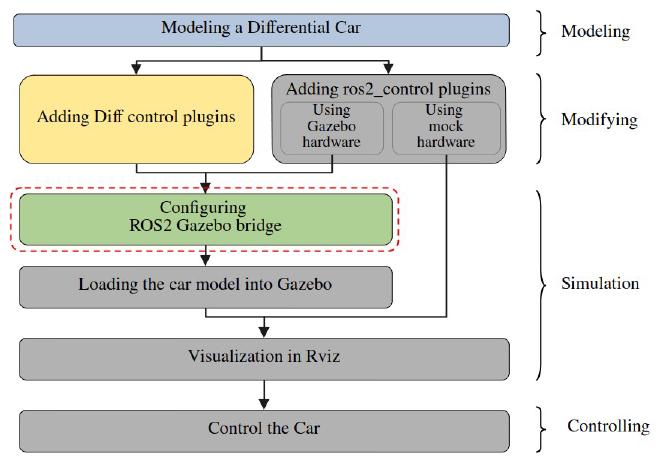 Modeling a Differential Car
Modeling
Adding Diff control plugins
Adding ros2_control plugins
Using
Gazebo
hardware
Using
mock
hardware
Modifying
Configuring
ROS2 Gazebo bridge
Loading the car model into Gazebo
Simulation
Visualization in Rviz
Control the Car
Controlling